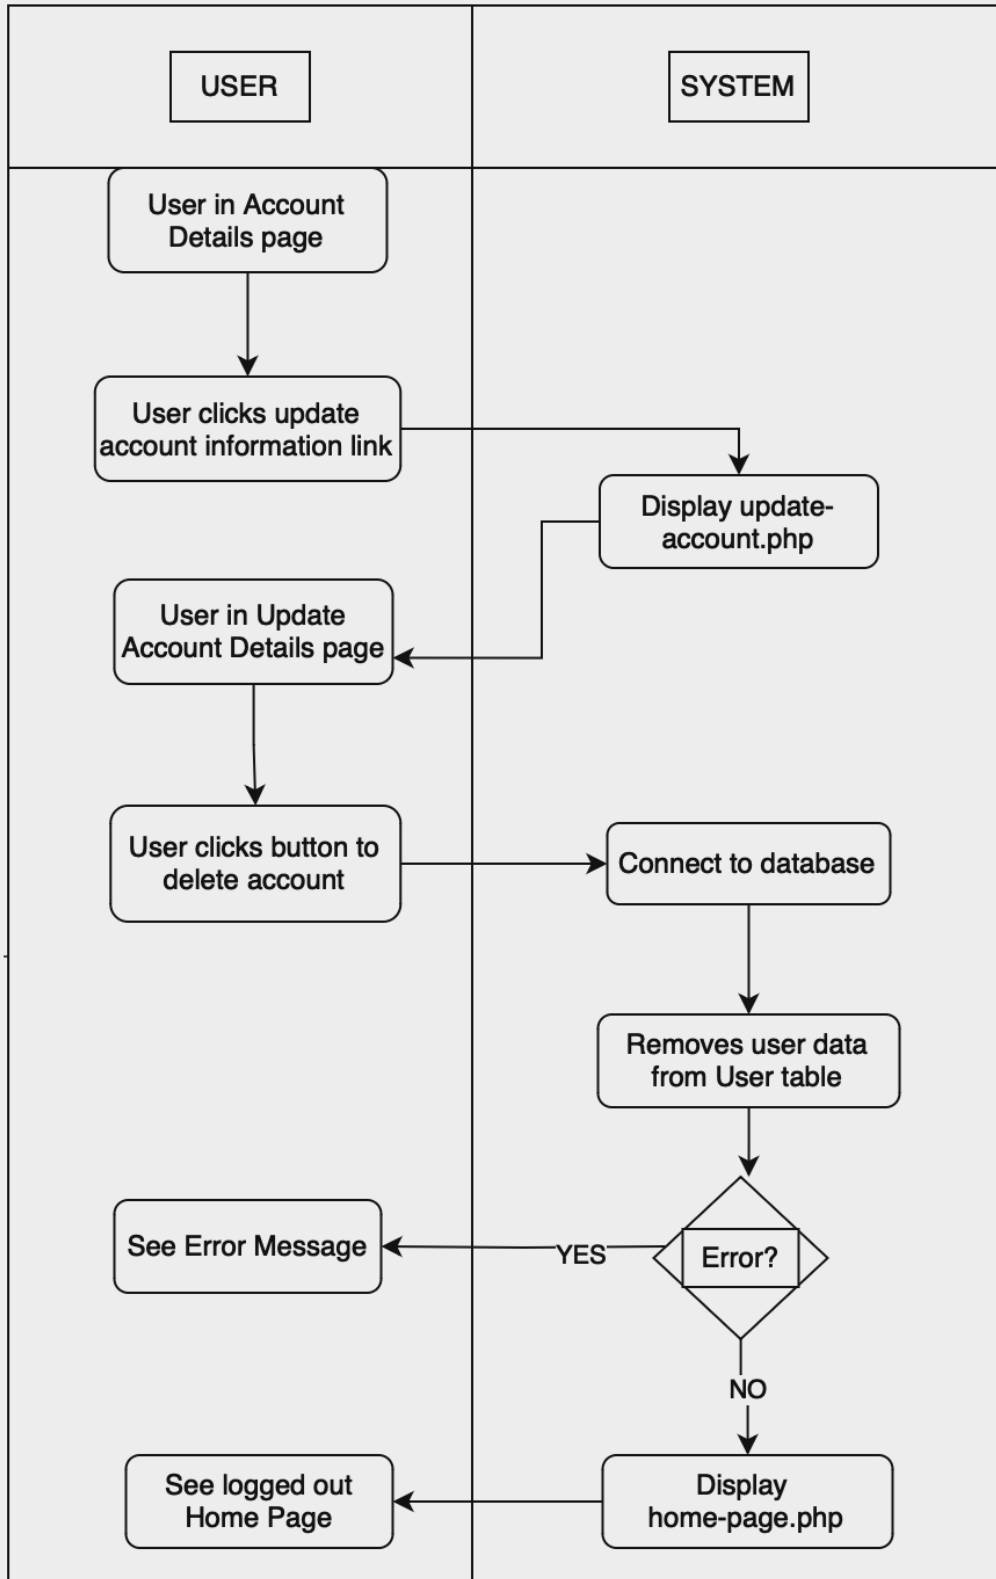 USER
SYSTEM
User in Account
Details page
User clicks update
account information link
Display update-
account.php
User in Update
Account Details page
User clicks button to
delete account
Connect to database
Removes user data
from User table
See Error Message
YES
Error?
NO
See logged out
Home Page
Display
home-page.php